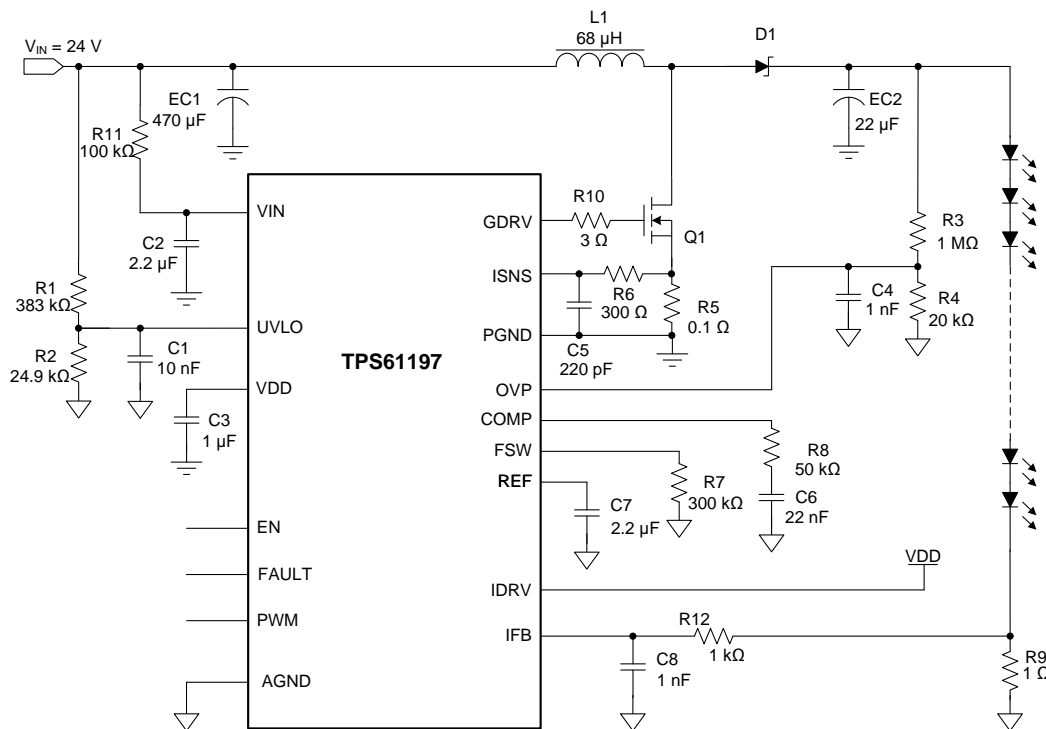 L1
68 µH
D1
VIN = 24 V
EC1
470 µF
EC2
22 µF
R11
100 kΩ
VIN
C2
2.2 µF
GDRV
R10
3 Ω
Q1
R3
1 MΩ
ISNS
R6
300 Ω
R5
0.1 Ω
C4
1 nF
R4
20 kΩ
R1
383 kΩ
UVLO
PGND
C5
220 pF
R2
24.9 kΩ
C1
10 nF
TPS61197
VDD
OVP
C3
1 µF
COMP
FSW
REF
R8
50 kΩ
R7
300 kΩ
C6
22 nF
C7
2.2 µF
EN
FAULT
VDD
IDRV
PWM
IFB
R12
1 kΩ
C8
1 nF
R9
1 Ω
AGND